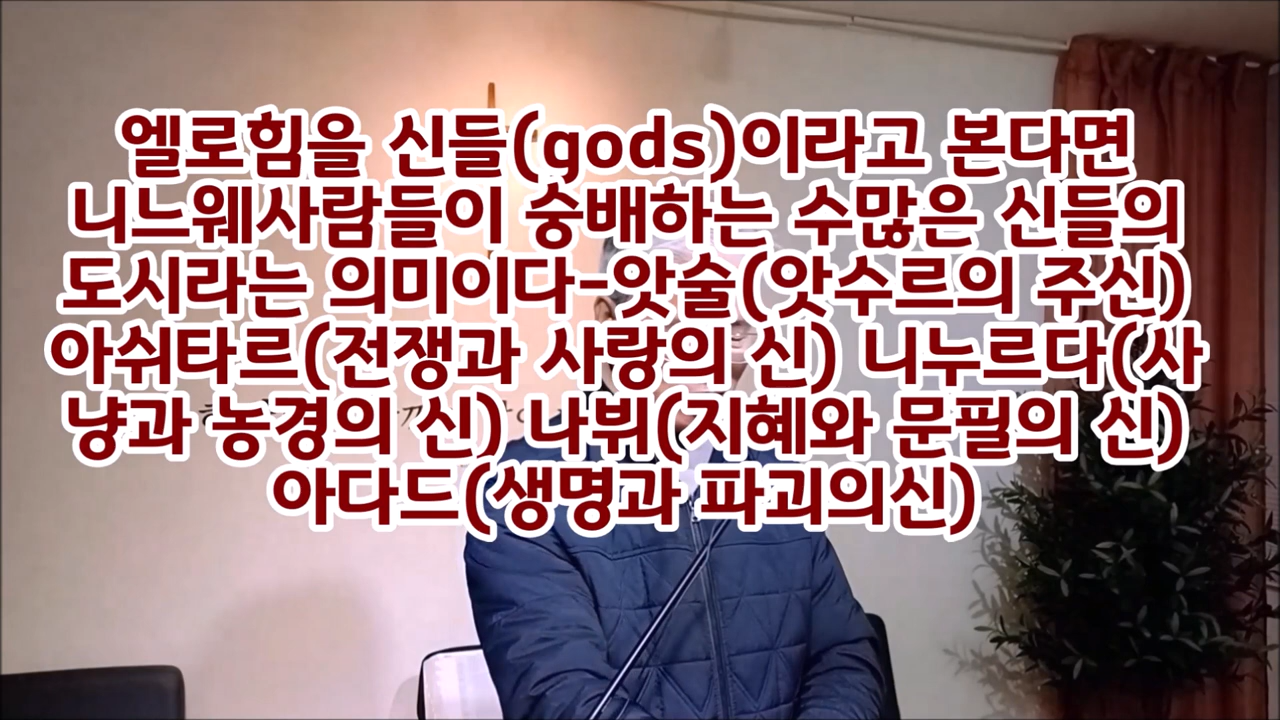 엘로힘을 신들(gods)이라고 본다면
니느웨사람들이 숭배하는 수많은 신들의
도시라는 의미이다-앗술(앗수르의 주신)
아쉬타르(전쟁과 사랑의 신) 니누르다(사
냥과 농경의 신) 나뷔(지혜와 문필의 신)
아다드(생명과 파괴의신)